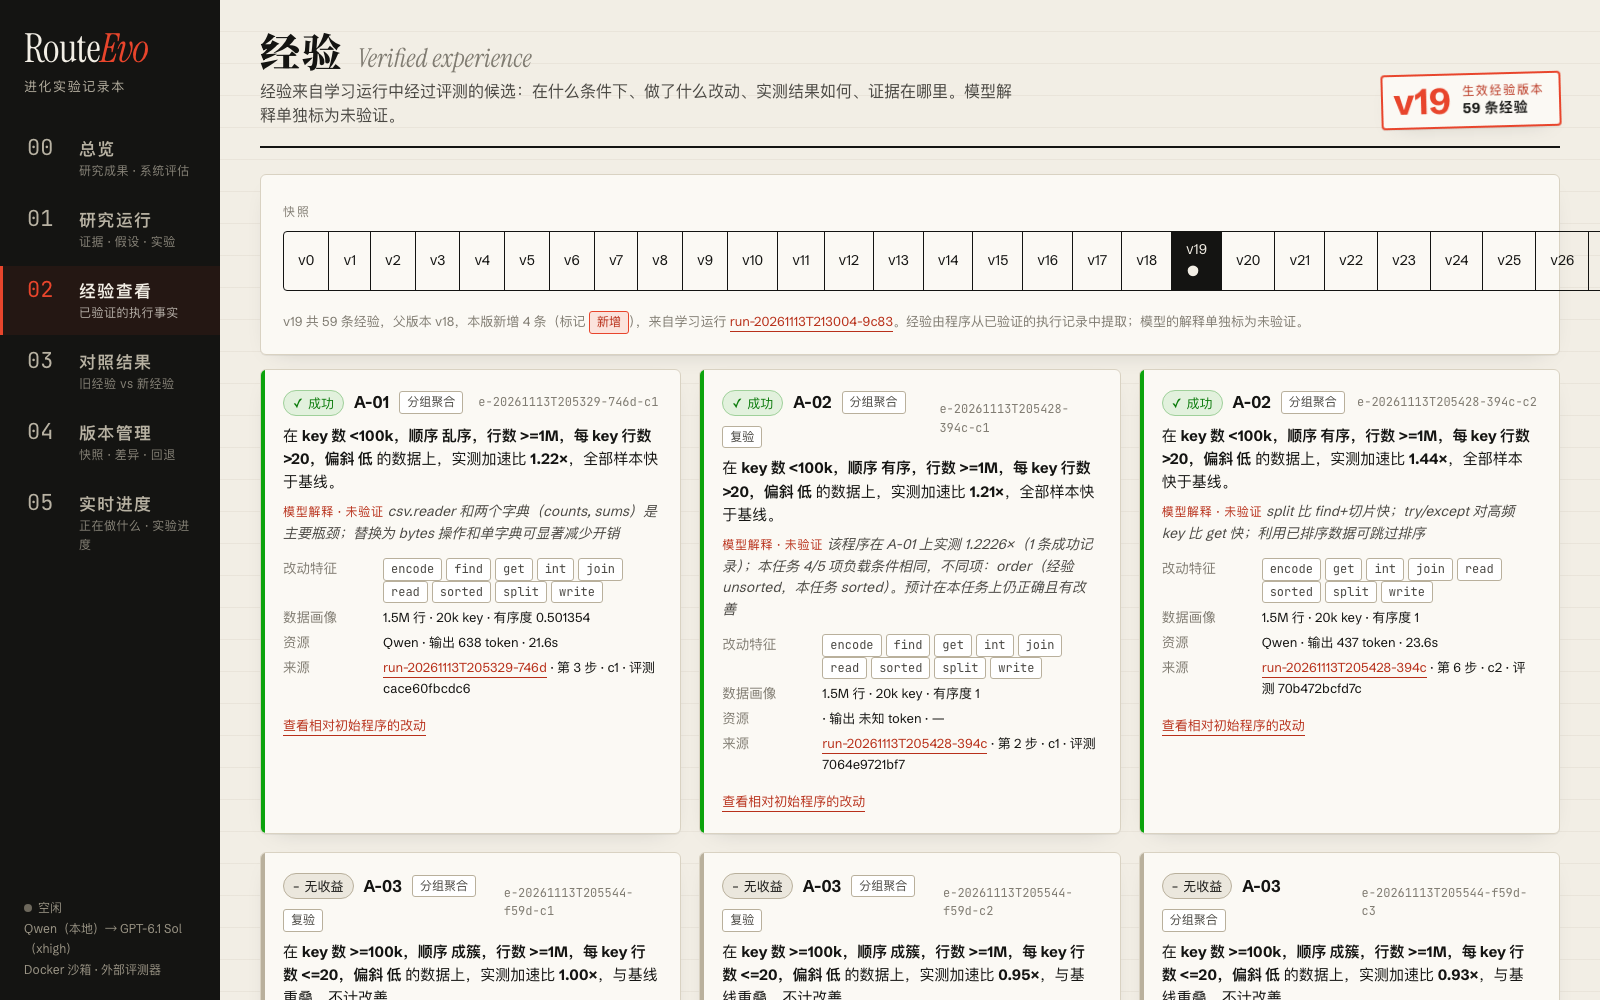 RouteEvo
进化实验记录本
00 总览
研究成果 · 系统评估
01 研究运行
证据 · 假设 · 实验
02 经验查看
已验证的执行事实
03 对照结果
旧经验 vs 新经验
04 版本管理
快照 · 差异 · 回退
05 实时进度
正在做什么 · 实验进
度
空闲
Qwen（本地）→ GPT-6.1 Sol
（xhigh）
Docker 沙箱 · 外部评测器
经验 Verified experience
经验来自学习运行中经过评测的候选：在什么条件下、做了什么改动、实测结果如何、证据在哪里。模型解
释单独标为未验证。
v19 生效经验版本
59 条经验
快照
v0 v1 v2 v3 v4 v5 v6 v7 v8 v9 v10 v11 v12 v13 v14 v15 v16 v17 v18 v19 v20 v21 v22 v23 v24 v25 v26
v19 共 59 条经验，父版本 v18，本版新增 4 条（标记 新增），来自学习运行 run-20261113T213004-9c83。经验由程序从已验证的执行记录中提取；模型的解释单独标为未验证。
✓ 成功 A-01 分组聚合 e-20261113T205329-746d-c1
在 key 数 <100k，顺序 乱序，行数 >=1M，每 key 行数
>20，偏斜 低 的数据上，实测加速比 1.22×，全部样本快
于基线。
模型解释 · 未验证 csv.reader 和两个字典（counts, sums）是
主要瓶颈；替换为 bytes 操作和单字典可显著减少开销
改动特征 encode find get int join
read sorted split write
数据画像 1.5M 行 · 20k key · 有序度 0.501354
资源 Qwen · 输出 638 token · 21.6s
来源 run-20261113T205329-746d · 第 3 步 · c1 · 评测
cace60fbcdc6
查看相对初始程序的改动
✓ 成功 A-02 分组聚合 e-20261113T205428-
394c-c1
复验
在 key 数 <100k，顺序 有序，行数 >=1M，每 key 行数
>20，偏斜 低 的数据上，实测加速比 1.21×，全部样本快
于基线。
模型解释 · 未验证 该程序在 A-01 上实测 1.2226×（1 条成功记
录）；本任务 4/5 项负载条件相同，不同项：order（经验
unsorted，本任务 sorted）。预计在本任务上仍正确且有改
善
改动特征 encode find get int join
read sorted split write
数据画像 1.5M 行 · 20k key · 有序度 1
资源 · 输出 未知 token · —
来源 run-20261113T205428-394c · 第 2 步 · c1 · 评测
7064e9721bf7
查看相对初始程序的改动
✓ 成功 A-02 分组聚合 e-20261113T205428-394c-c2
在 key 数 <100k，顺序 有序，行数 >=1M，每 key 行数
>20，偏斜 低 的数据上，实测加速比 1.44×，全部样本
快于基线。
模型解释 · 未验证 split 比 find+切片快；try/except 对高频
key 比 get 快；利用已排序数据可跳过排序
改动特征 encode get int join read
sorted split write
数据画像 1.5M 行 · 20k key · 有序度 1
资源 Qwen · 输出 437 token · 23.6s
来源 run-20261113T205428-394c · 第 6 步 · c2 · 评
测 70b472bcfd7c
查看相对初始程序的改动
– 无收益 A-03 分组聚合 e-20261113T205544-
f59d-c1
复验
在 key 数 >=100k，顺序 成簇，行数 >=1M，每 key 行
数 <=20，偏斜 低 的数据上，实测加速比 1.00×，与基线
重叠，不计改善
– 无收益 A-03 分组聚合 e-20261113T205544-
f59d-c2
复验
在 key 数 >=100k，顺序 成簇，行数 >=1M，每 key 行
数 <=20，偏斜 低 的数据上，实测加速比 0.95×，与基
线重叠，不计改善
– 无收益 A-03 e-20261113T205544-f59d-
c3
分组聚合
在 key 数 >=100k，顺序 成簇，行数 >=1M，每 key 行
数 <=20，偏斜 低 的数据上，实测加速比 0.93×，与基
线重叠，不计改善